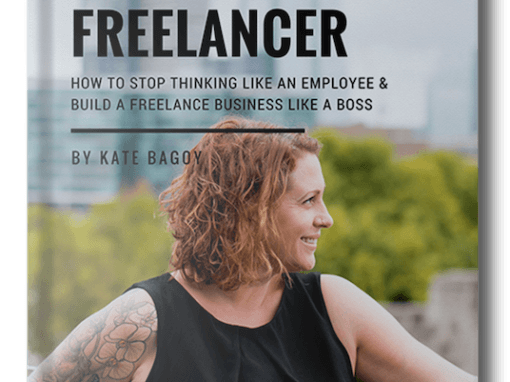 FREELANCER
HOW TO STOP THINKING LIKE AN EMPLOYEE &
BUILD A FREELANCE BUSINESS LIKE A BOSS
BY KATE BAGOY